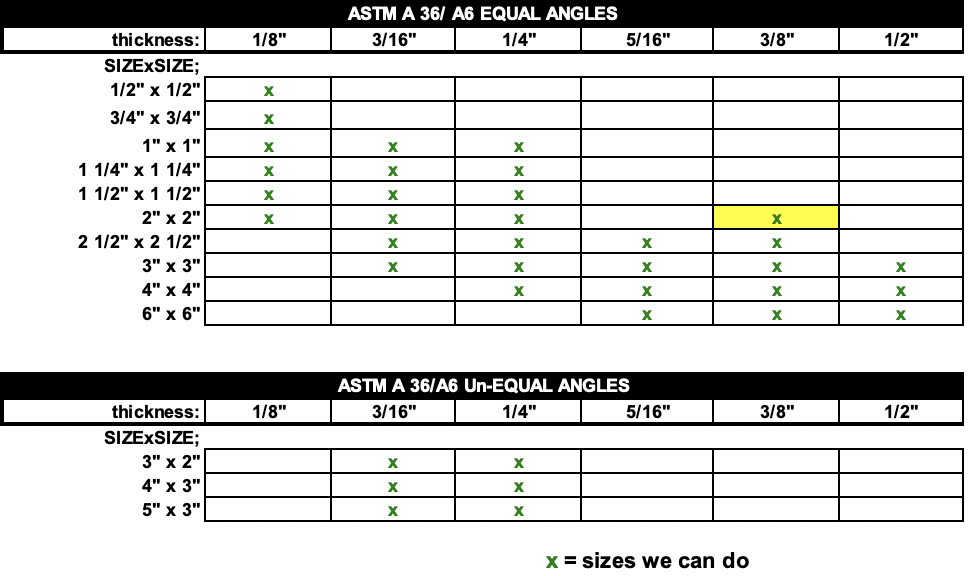 ASTM A 36/ A6 EQUAL ANGLES
thickness: 1/8" 3/16" 1/4" 5/16" 3/8" 1/2"
SIZExSIZE;
1/2" x 1/2" x
3/4" x 3/4" x
1" x 1" x x x
1 1/4" x 1 1/4" x x x
1 1/2" x 1 1/2" x x x
2" x 2" x x x x
2 1/2" x 2 1/2" x x x x
3" x 3" x x x x x
4" x 4" x x x x
6" x 6" x x x
ASTM A 36/A6 Un-EQUAL ANGLES
thickness: 1/8" 3/16" 1/4" 5/16" 3/8" 1/2"
SIZExSIZE;
3" x 2" x x
4" x 3" x x
5" x 3" x x
x = sizes we can do